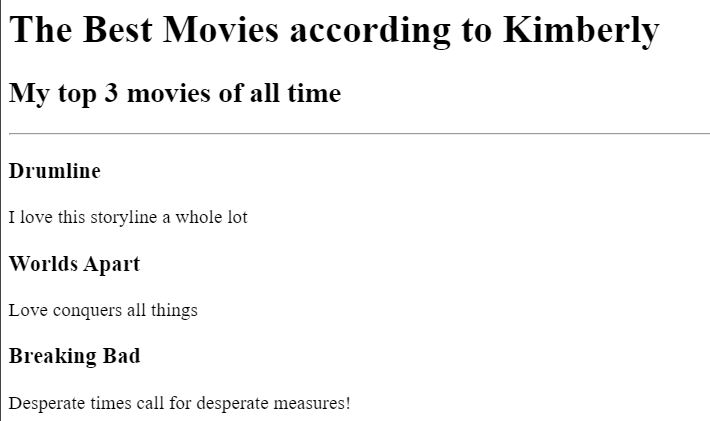 The Best Movies according to Kimberly
My top 3 movies of all time
Drumline
I love this storyline a whole lot
Worlds Apart
Love conquers all things
Breaking Bad
Desperate times call for desperate measures!